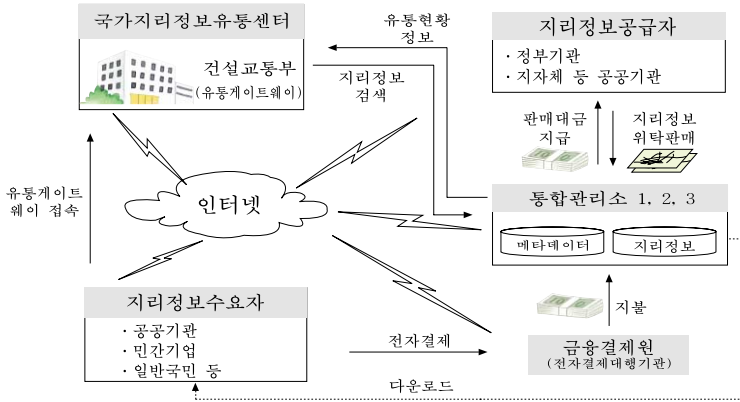 국가지리정보유통센터
건설교통부
(유통게이트웨이)
유통현황
정보
지리정보
검색
지리정보공급자
· 정부기관
· 지자체 등 공공기관
판매대금
지급
지리정보
위탁판매
유통게이트
웨이 접속
인터넷
통합관리소 1, 2, 3
메타데이터
지리정보
지리정보수요자
· 공공기관
· 민간기업
· 일반국민 등
전자결제
지불
금융결제원
(전자결제대행기관)
다운로드